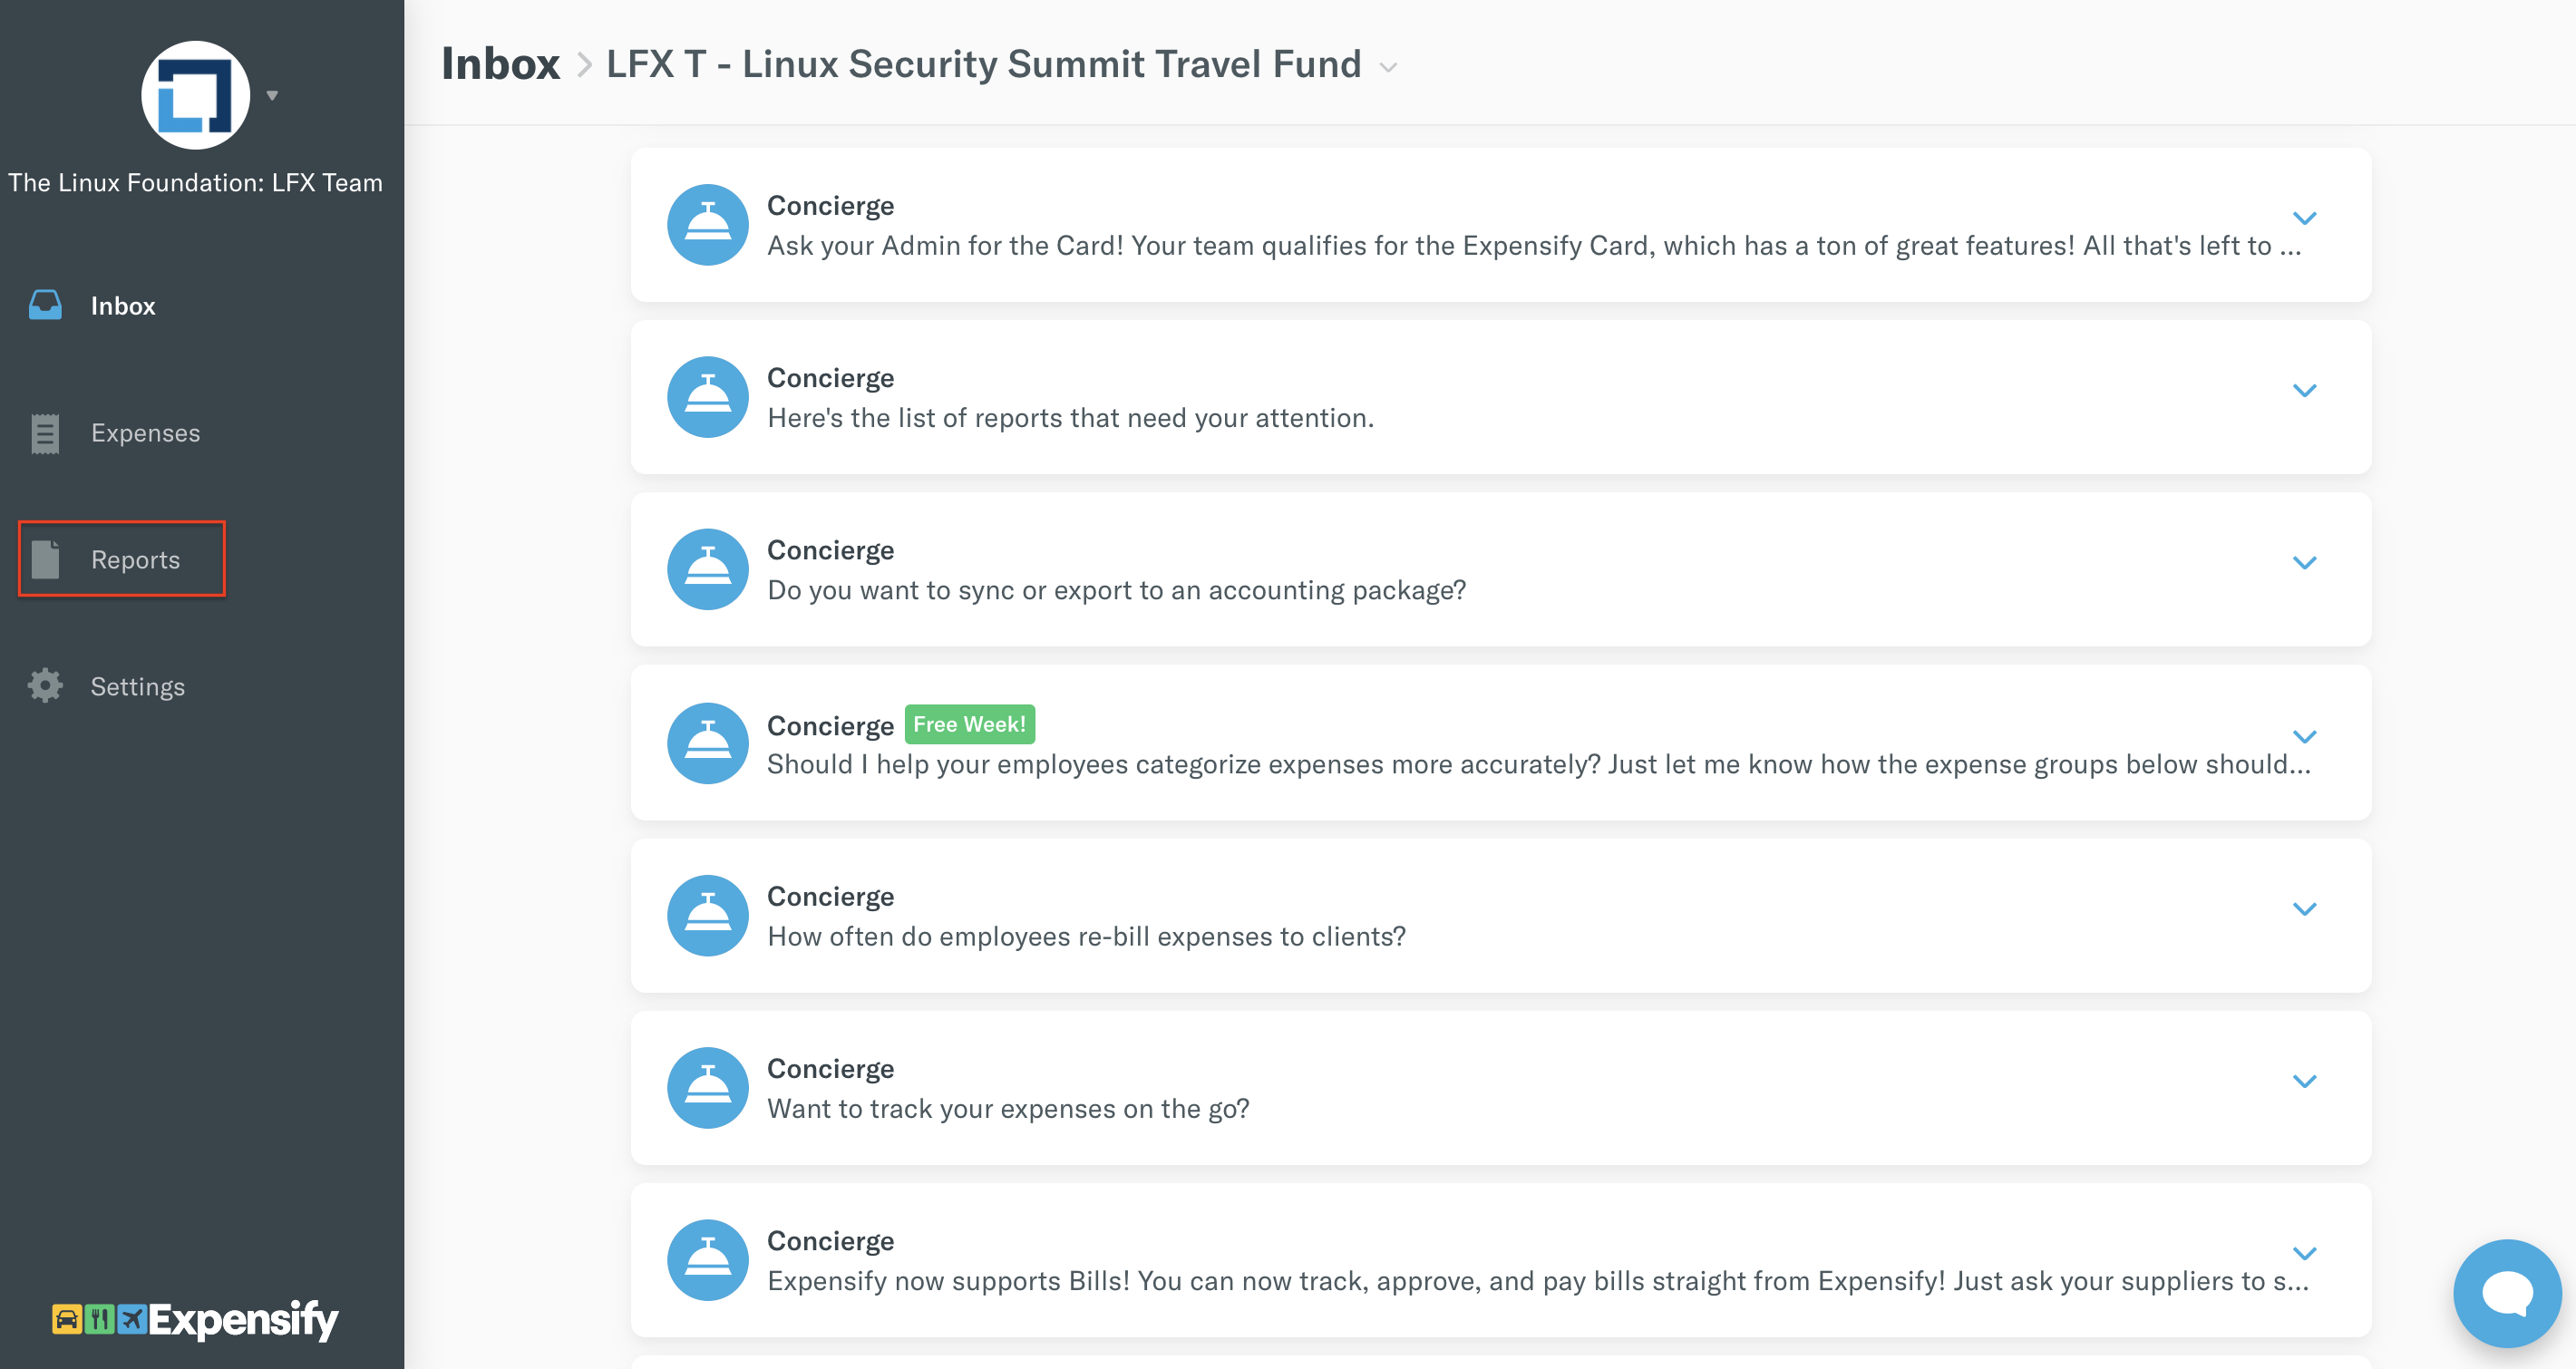 The Linux Foundation: LFX Team
Inbox
Expenses
Reports
Settings
Expensify
Inbox > LFX T - Linux Security Summit Travel Fund
Concierge
Ask your Admin for the Card! Your team qualifies for the Expensify Card, which has a ton of great features! All that's left to ...
Concierge
Here's the list of reports that need your attention.
Concierge
Do you want to sync or export to an accounting package?
Concierge Free Week!
Should I help your employees categorize expenses more accurately? Just let me know how the expense groups below should...
Concierge
How often do employees re-bill expenses to clients?
Concierge
Want to track your expenses on the go?
Concierge
Expensify now supports Bills! You can now track, approve, and pay bills straight from Expensify! Just ask your suppliers to s...